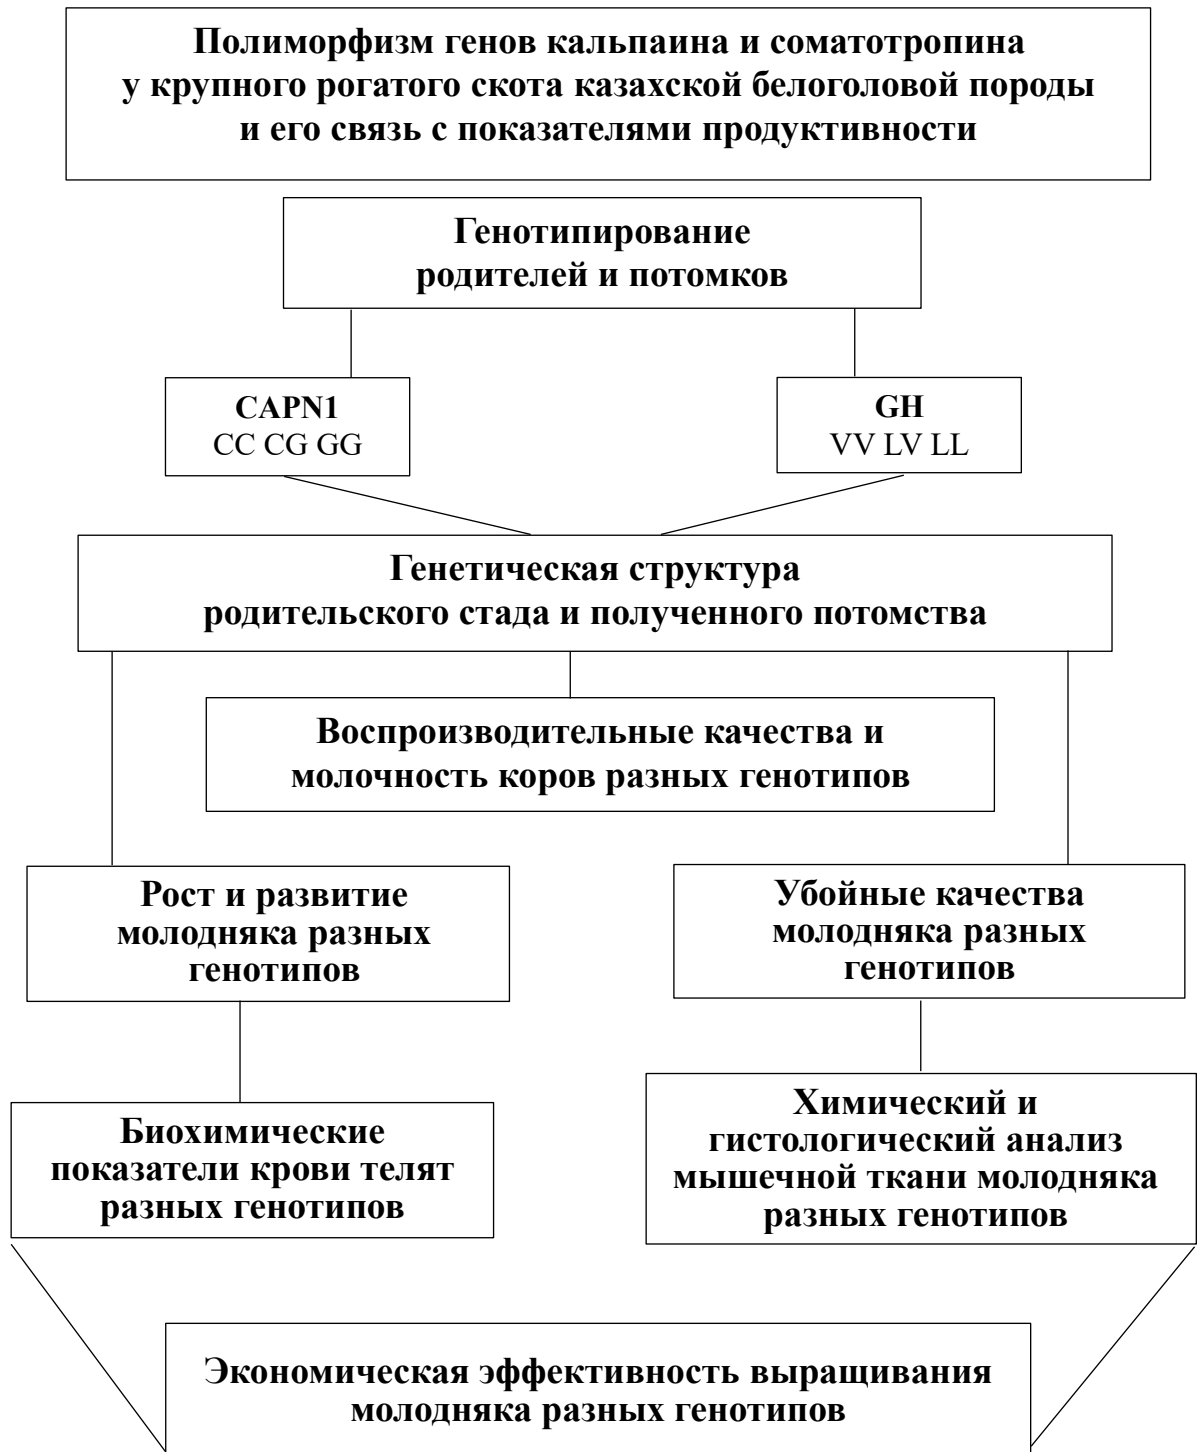 Полиморфизм генов кальпаина и соматотропина
у крупного рогатого скота казахской белоголовой породы
и его связь с показателями продуктивности
Генотипирование
родителей и потомков
CAPN1
CC CG GG
GH
VV LV LL
Генетическая структура
родительского стада и полученного потомства
Воспроизводительные качества и
молочность коров разных генотипов
Рост и развитие
молодняка разных
генотипов
Убойные качества
молодняка разных
генотипов
Биохимические
показатели крови телят
разных генотипов
Химический и
гистологический анализ
мышечной ткани молодняка
разных генотипов
Экономическая эффективность выращивания
молодняка разных генотипов